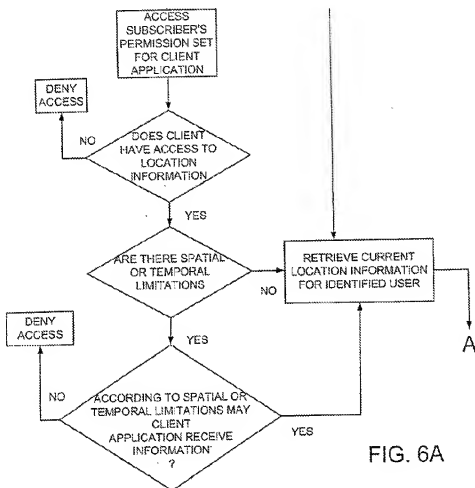 ACCESS
SUBSCRIBER'S
PERMISSION SET
FOR CLIENT
APPLICATION
DENY
ACCESS
NO
DOES CLIENT
HAVE ACCESS TO
LOCATION
INFORMATION
YES
ARE THERE SPATIAL
OR TEMPORAL
LIMITATIONS
NO
RETRIEVE CURRENT
LOCATION INFORMATION
FOR IDENTIFIED USER
A
YES
DENY
ACCESS
NO
ACCORDING TO SPATIAL OR
TEMPORAL LIMITATIONS MAY
CLIENT
APPLICATION RECEIVE
INFORMATION
?
YES
FIG. 6A